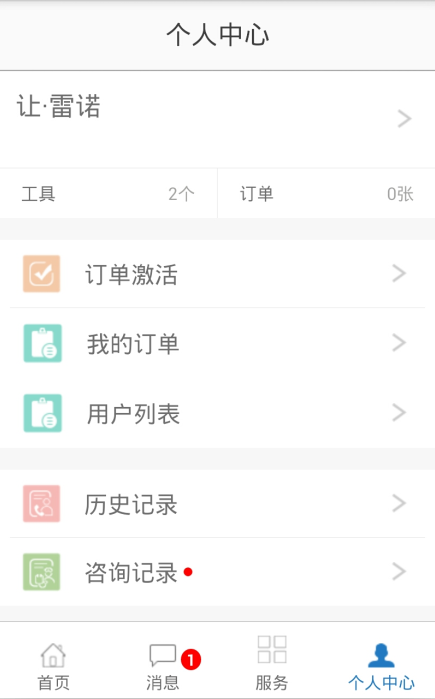 个人中心
让·雷诺
工具 2个 订单 0张
订单激活
我的订单
用户列表
历史记录
咨询记录
1
首页 消息 服务 个人中心